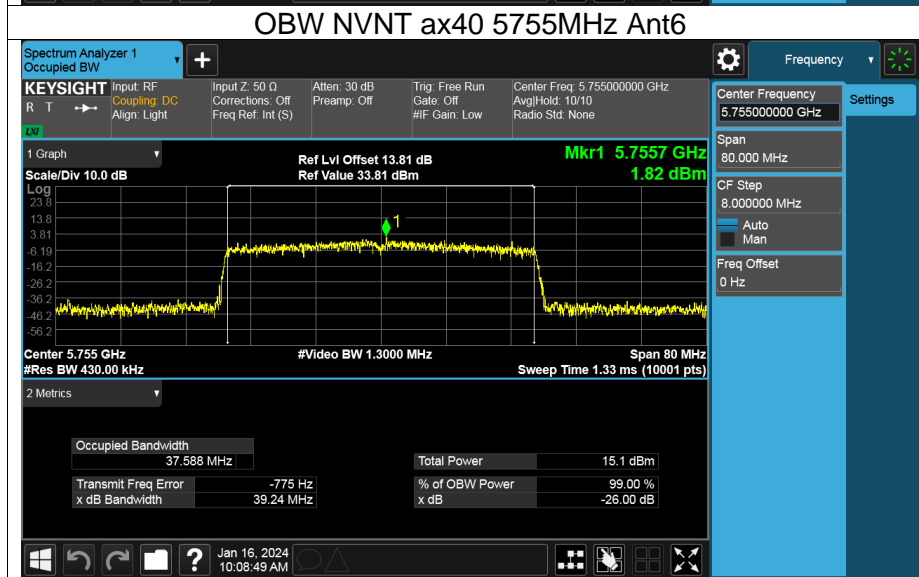 OBW NVNT ax40 5755MHz Ant6
Spectrum Analyzer 1
Occupied BW
+
Frequency
KEYSIGHT
R T
LXI
Input: RF
Coupling: DC
Align: Light
Input Z: 50 Ω
Corrections: Off
Freq Ref: Int (S)
Atten: 30 dB
Preamp: Off
Trig: Free Run
Gate: Off
#IF Gain: Low
Center Freq: 5.755000000 GHz
Avg|Hold: 10/10
Radio Std: None
Center Frequency
5.755000000 GHz
Settings
Span
80.000 MHz
CF Step
8.000000 MHz
Auto
Man
Freq Offset
0 Hz
1 Graph
Ref Lvl Offset 13.81 dB
Mkr1 5.7557 GHz
Scale/Div 10.0 dB
Ref Value 33.81 dBm
1.82 dBm
Log
23.8
13.8
3.81
-6.19
-16.2
-26.2
-36.2
-46.2
-56.2
1
Center 5.755 GHz
#Video BW 1.3000 MHz
Span 80 MHz
#Res BW 430.00 kHz
Sweep Time 1.33 ms (10001 pts)
2 Metrics
Occupied Bandwidth
37.588 MHz
Total Power 15.1 dBm
Transmit Freq Error -775 Hz
% of OBW Power 99.00 %
x dB Bandwidth 39.24 MHz
x dB -26.00 dB
?
Jan 16, 2024
10:08:49 AM